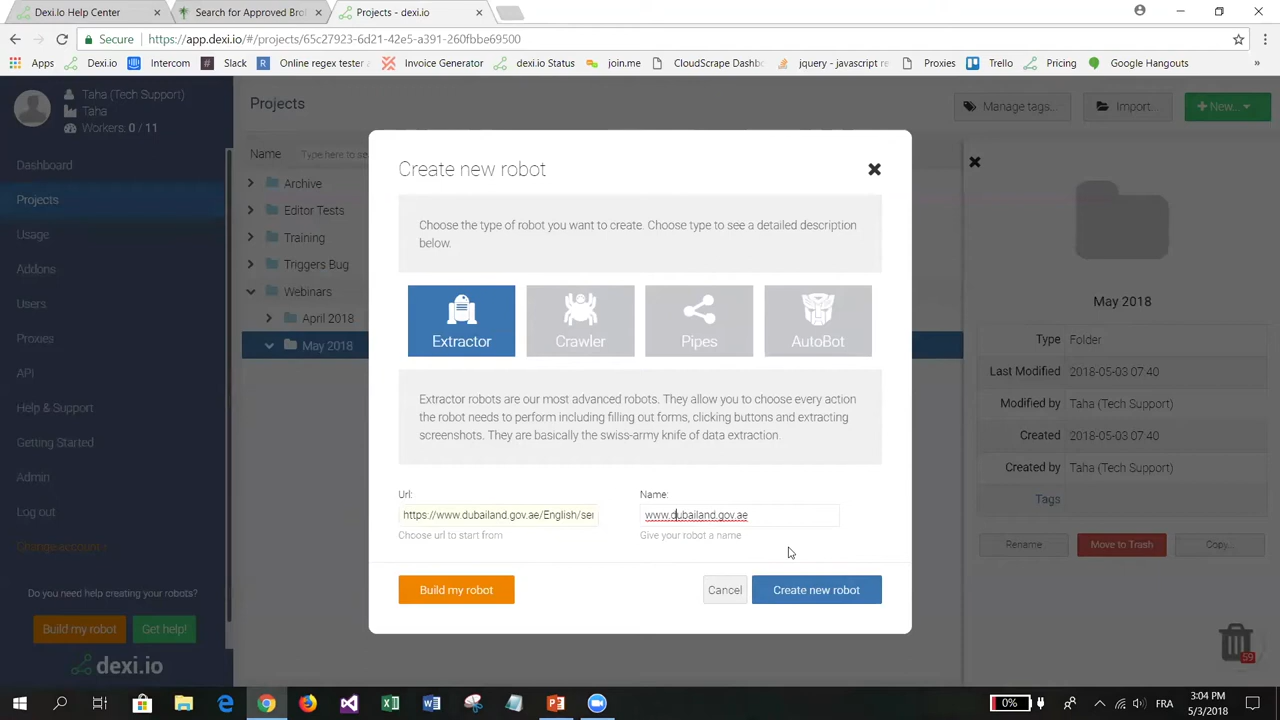 Dexi.Io Help Center
Search for Approved Bro
Projects - dexi.io
Secure
https://app.dexi.io/#/projects/65c27923-6d21-42e5-a391-260fbbe69500
Apps
Dexi.io
Intercom
Slack
Online regex tester
Invoice Generator
dexi.io Status
join.me
CloudScrape Dashb
jquery - javascript re
Proxies
Trello
Pricing
Google Hangouts
»
Taha (Tech Support)
Taha
Workers: 0 / 11
Dashboard
Projects
Usage
Addons
Users
Proxies
API
Help & Support
Getting Started
Admin
Log out
Change account
Do you need help creating your robots?
Build my robot
Get help!
dexi.io
Projects
Manage tags...
Import...
+ New...
Name
Type here to se
Archive
Editor Tests
Training
Triggers Bug
Webinars
April 2018
May 2018
Create new robot
Choose the type of robot you want to create. Choose type to see a detailed description
below.
Extractor
Crawler
Pipes
AutoBot
Extractor robots are our most advanced robots. They allow you to choose every action
the robot needs to perform including filling out forms, clicking buttons and extracting
screenshots. They are basically the swiss-army knife of data extraction.
Url:
Name:
https://www.dubailand.gov.ae/English/ser
www.dubailand.gov.ae
Choose url to start from
Give your robot a name
Build my robot
Cancel
Create new robot
May 2018
Type Folder
Last Modified 2018-05-03 07:40
Modified by Taha (Tech Support)
Created 2018-05-03 07:40
Created by Taha (Tech Support)
Tags
Rename
Move to Trash
Copy...
59
0%
FRA
3:04 PM
5/3/2018